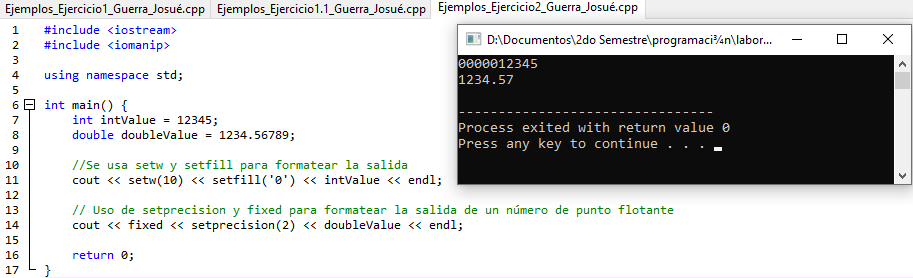 Ejemplos_Ejercicio1_Guerra_Josué.cpp Ejemplos_Ejercicio1.1_Guerra_Josué.cpp Ejemplos_Ejercicio2_Guerra_Josué.cpp
1 #include <iostream>
2 #include <iomanip>
3
4 using namespace std;
5
6 int main() {
7 int intValue = 12345;
8 double doubleValue = 1234.56789;
9
10 //Se usa setw y setfill para formatear la salida
11 cout << setw(10) << setfill('0') << intValue << endl;
12
13 // Uso de setprecision y fixed para formatear la salida de un número de punto flotante
14 cout << fixed << setprecision(2) << doubleValue << endl;
15
16 return 0;
17 }
D:\Documentos\2do Semestre\programaci¾n\labor...
0000012345
1234.57
--------------------------------
Process exited with return value 0
Press any key to continue . . .